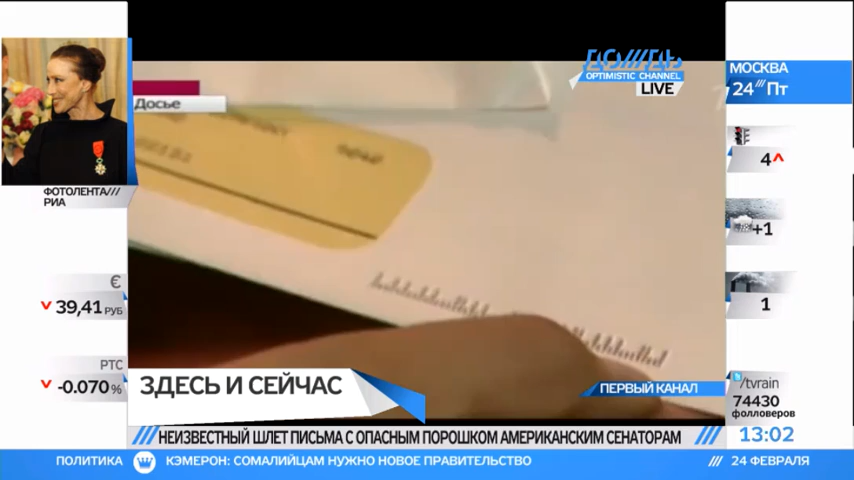 ДОЖДЬ
OPTIMISTIC CHANNEL
LIVE
Досье
ФОТОЛЕНТА///
РИА
€
39,41 РУБ
РТС
-0.070 %
МОСКВА
24 /// Пт
4
+1
1
/tvrain
74430
фолловеров
13:02
ЗДЕСЬ И СЕЙЧАС
ПЕРВЫЙ КАНАЛ
НЕИЗВЕСТНЫЙ ШЛЕТ ПИСЬМА С ОПАСНЫМ ПОРОШКОМ АМЕРИКАНСКИМ СЕНАТОРАМ
ПОЛИТИКА
КЭМЕРОН: СОМАЛИЙЦАМ НУЖНО НОВОЕ ПРАВИТЕЛЬСТВО
/// 24 ФЕВРАЛЯ